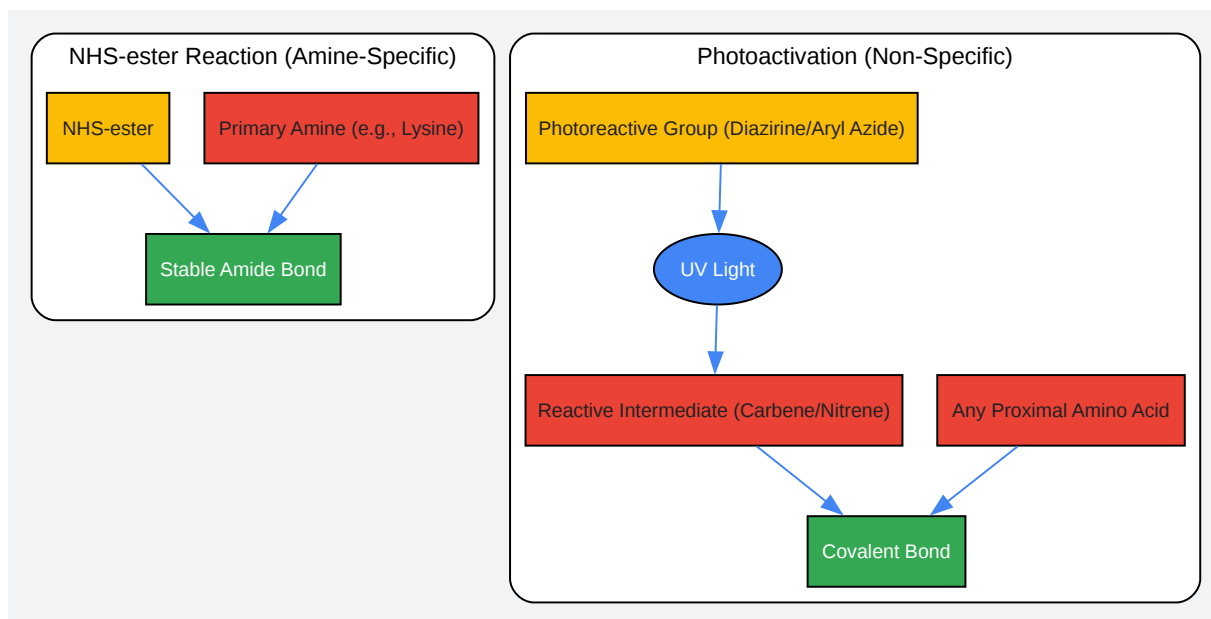 NHS-ester Reaction (Amine-Specific)
NHS-ester
Primary Amine (e.g., Lysine)
Stable Amide Bond
Photoactivation (Non-Specific)
Photoreactive Group (Diazirine/Aryl Azide)
UV Light
Reactive Intermediate (Carbene/Nitrene)
Any Proximal Amino Acid
Covalent Bond